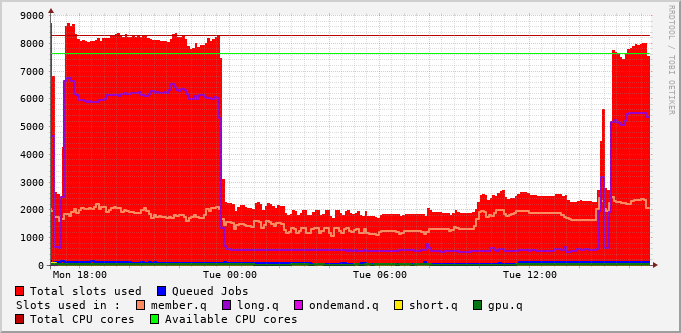 9000
8000
7000
6000
5000
4000
3000
2000
1000
0
Mon 18:00 Tue 00:00 Tue 06:00 Tue 12:00
RRDTOOL / TOBI OETIKER
Total slots used Queued Jobs
Slots used in : member.q long.q ondemand.q short.q gpu.q
Total CPU cores Available CPU cores